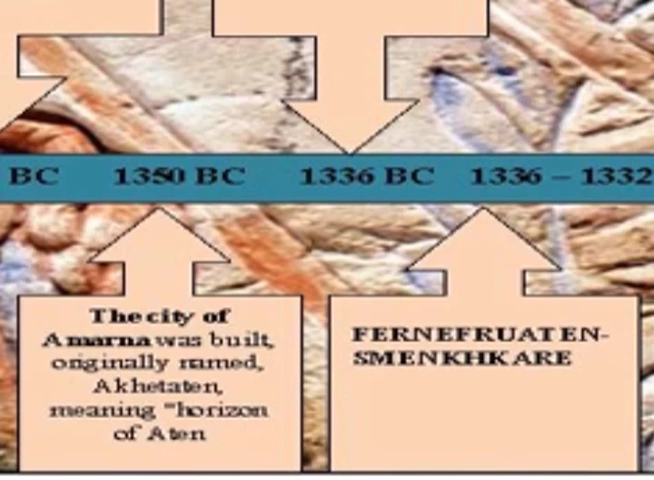 BC 1350 BC 1336 BC 1336 – 1332
The city of
Amarna was built,
originally named,
Akhetaten,
meaning "horizon
of Aten
FERNEFRUATEN-
SMENKHKARE